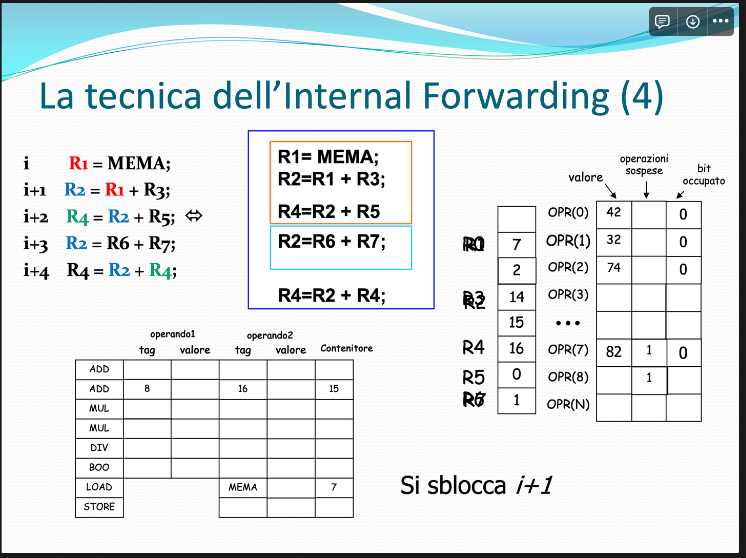 La tecnica dell'Internal Forwarding (4)
i R1 = MEMA;
i+1 R2 = R1 + R3;
i+2 R4 = R2 + R5; ⇔
i+3 R2 = R6 + R7;
i+4 R4 = R2 + R4;
R1= MEMA;
R2=R1 + R3;
R4=R2 + R5
R2=R6 + R7;
R4=R2 + R4;
valore
operazioni
sospese
bit
occupato
OPR(0) 42 0
7 OPR(1) 32 0
2 OPR(2) 74 0
R3 14 OPR(3)
15 •••
R4 16 OPR(7) 82 1 0
R5 0 OPR(8) 1
1 OPR(N)
operando1 operando2
tag valore tag valore Contenitore
ADD
ADD 8 16 15
MUL
MUL
DIV
BOO
LOAD MEMA 7
STORE
Si sblocca i+1